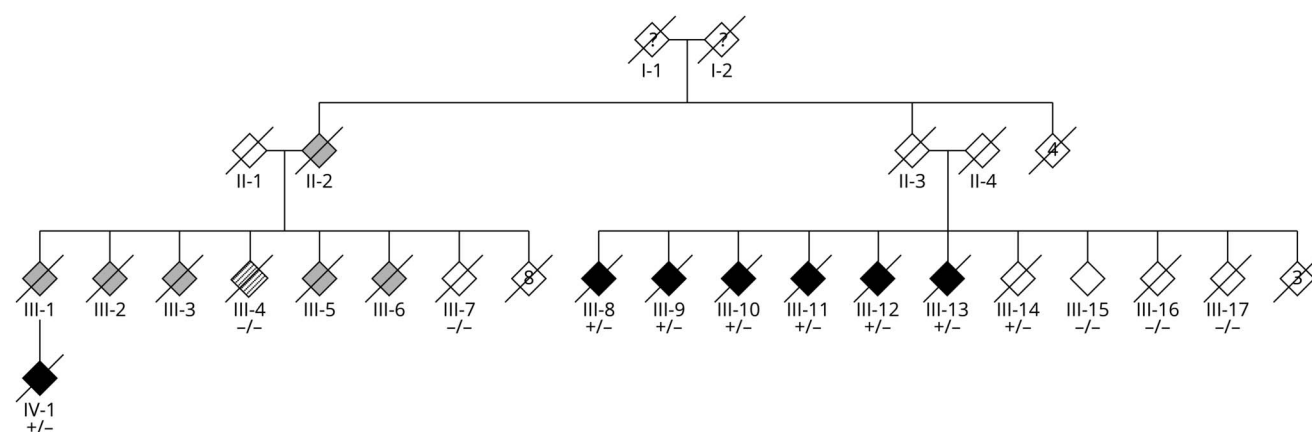 ? ?
I-1 I-2
4
II-1 II-2 II-3 II-4
8 3
III-1 III-2 III-3 III-4 III-5 III-6 III-7 III-8 III-9 III-10 III-11 III-12 III-13 III-14 III-15 III-16 III-17
–/– –/– +/– +/– +/– +/– +/– +/– +/– –/– –/– –/–
IV-1
+/–